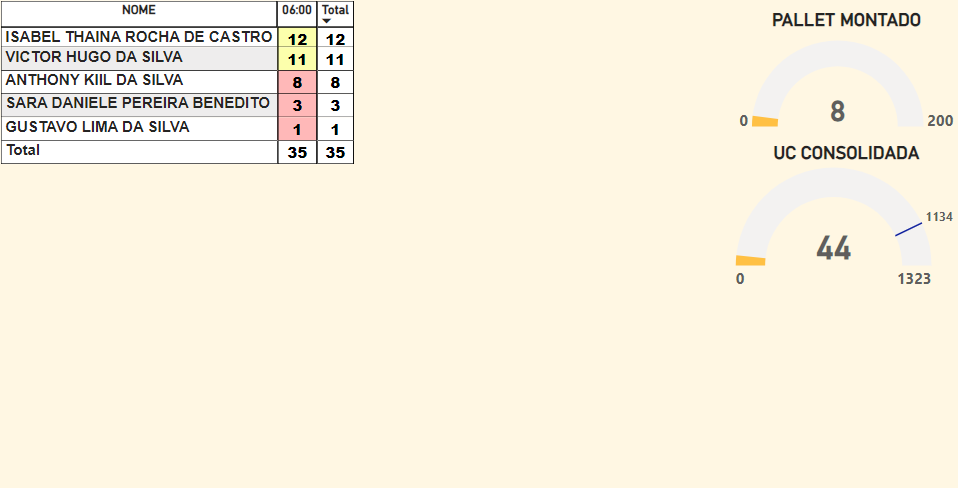 NOME 06:00 Total
ISABEL THAINA ROCHA DE CASTRO 12 12
VICTOR HUGO DA SILVA 11 11
ANTHONY KIIL DA SILVA 8 8
SARA DANIELE PEREIRA BENEDITO 3 3
GUSTAVO LIMA DA SILVA 1 1
Total 35 35
PALLET MONTADO
8
0 200
UC CONSOLIDADA
1134
44
0 1323